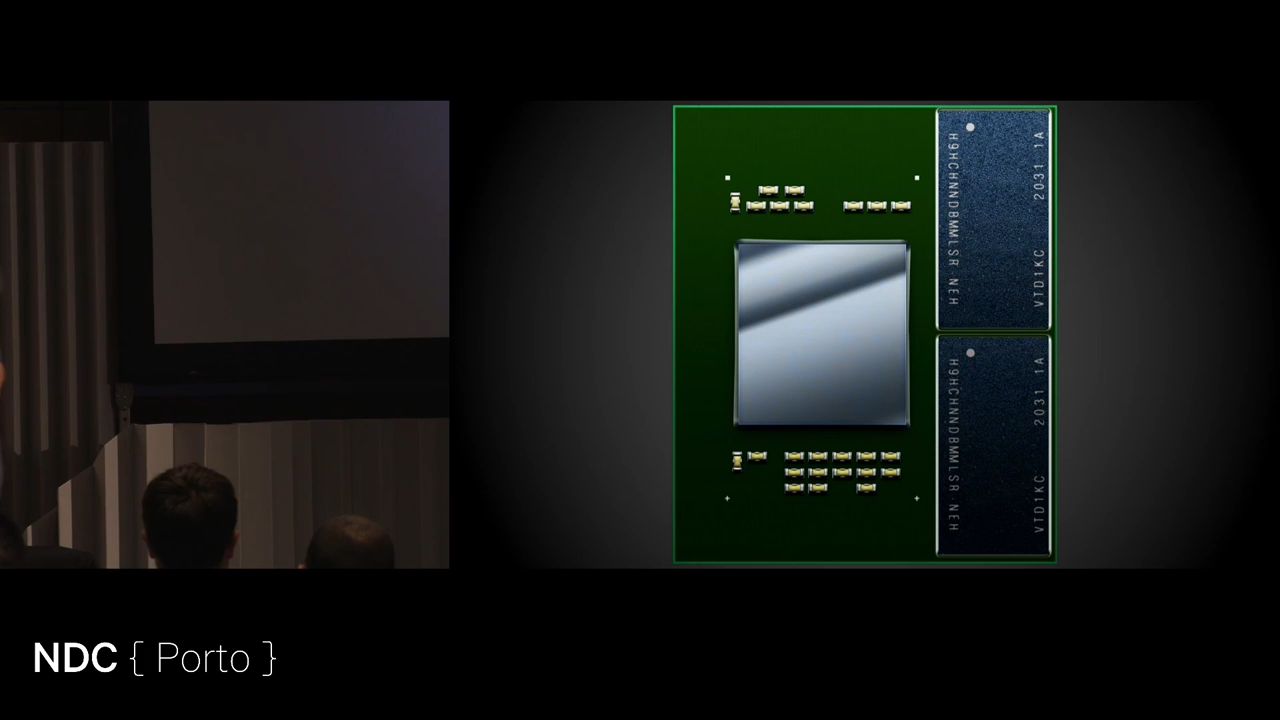 H9HCHNNDBMMLSR-NEH
2031 1A
VTD1KC
H9HCHNNDBMMLSR-NEH
2031 1A
VTD1KC
NDC { Porto }